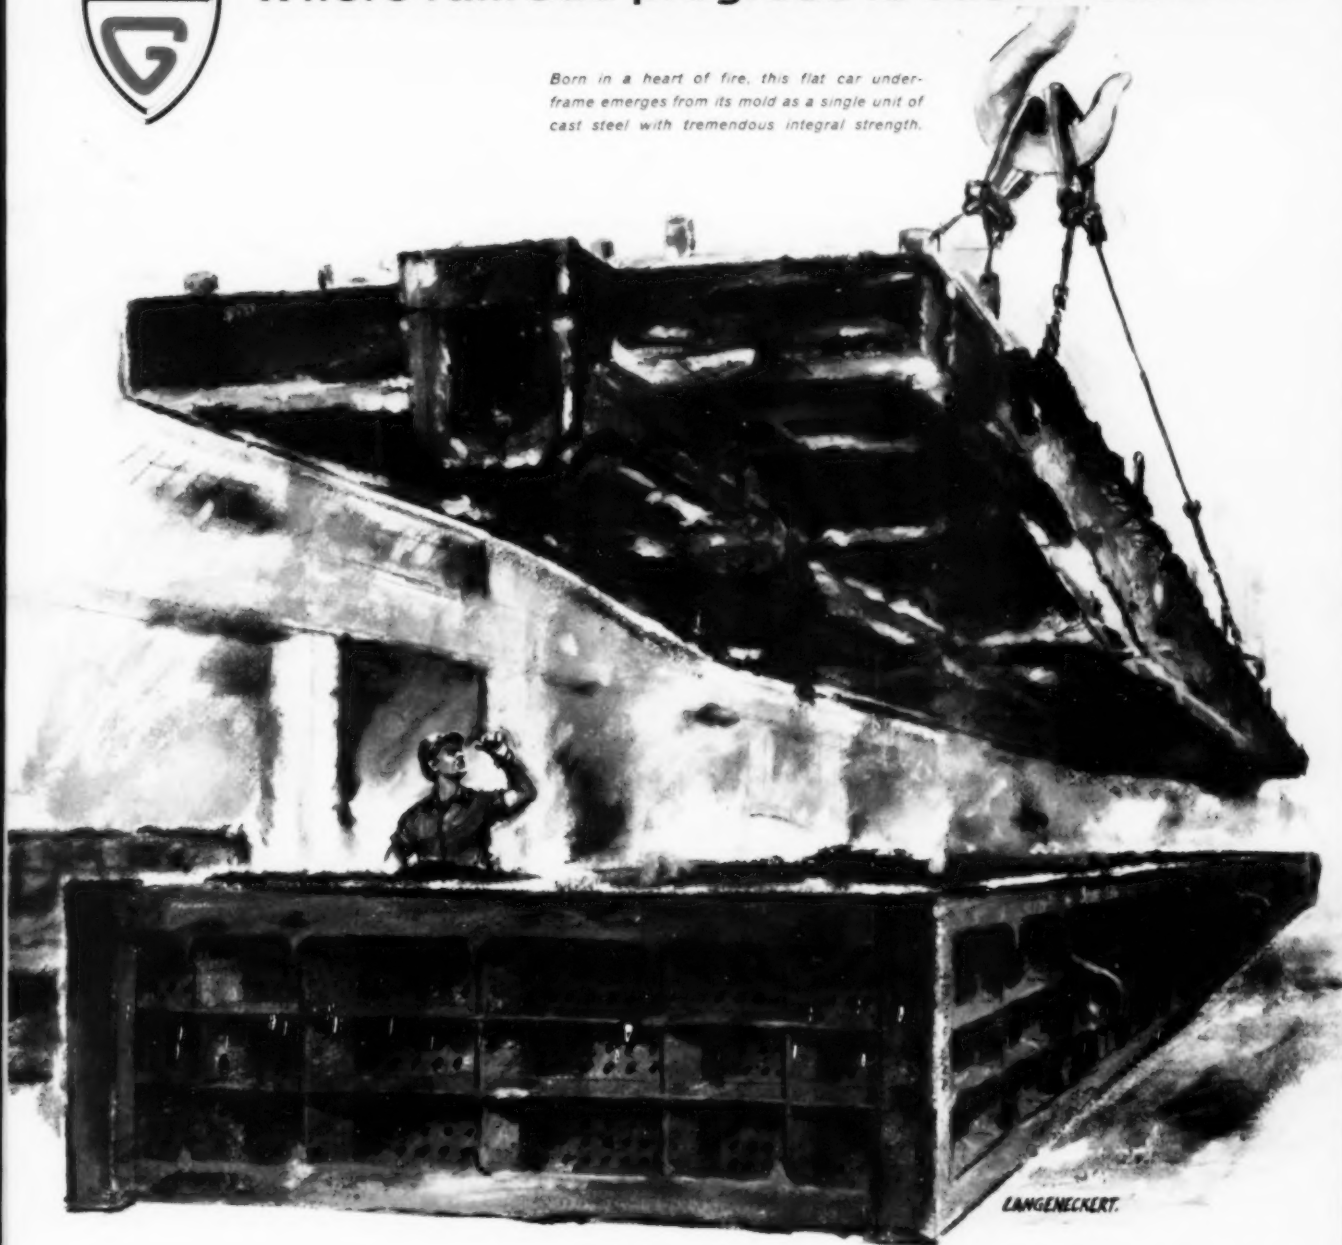 G
Born in a heart of fire, this flat car under-
frame emerges from its mold as a single unit of
cast steel with tremendous integral strength.
LANGENECKERT.